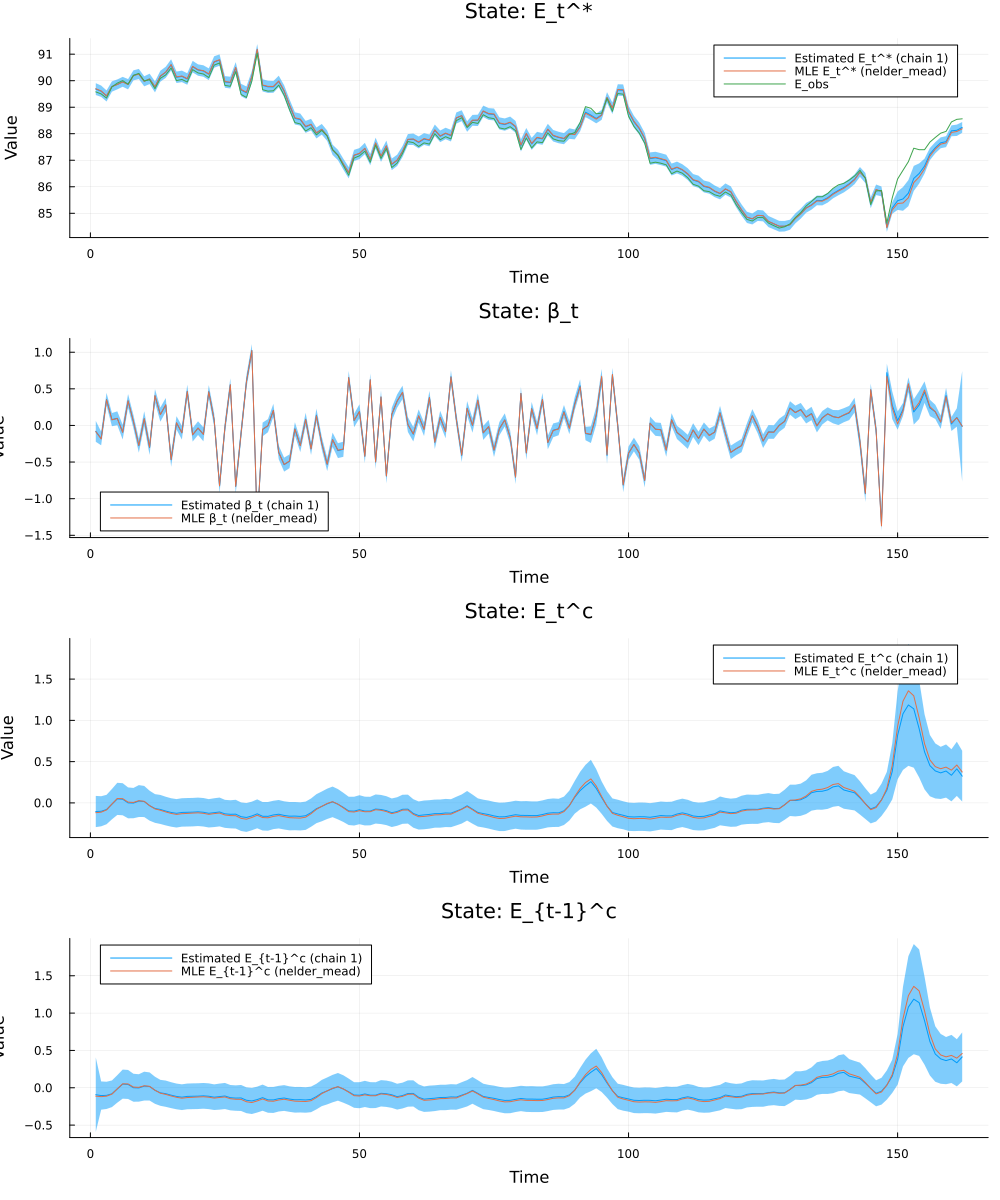 State: E_t^*
91
90
89
88
87
86
85
Value
Estimated E_t^* (chain 1)
MLE E_t^* (nelder_mead)
E_obs
0 50 100 150
Time
State: β_t
1.0
0.5
0.0
−0.5
−1.0
−1.5
Estimated β_t (chain 1)
MLE β_t (nelder_mead)
0 50 100 150
Time
State: E_t^c
1.5
1.0
0.5
0.0
Value
Estimated E_t^c (chain 1)
MLE E_t^c (nelder_mead)
0 50 100 150
Time
State: E_{t-1}^c
1.5
1.0
0.5
0.0
−0.5
Estimated E_{t-1}^c (chain 1)
MLE E_{t-1}^c (nelder_mead)
0 50 100 150
Time